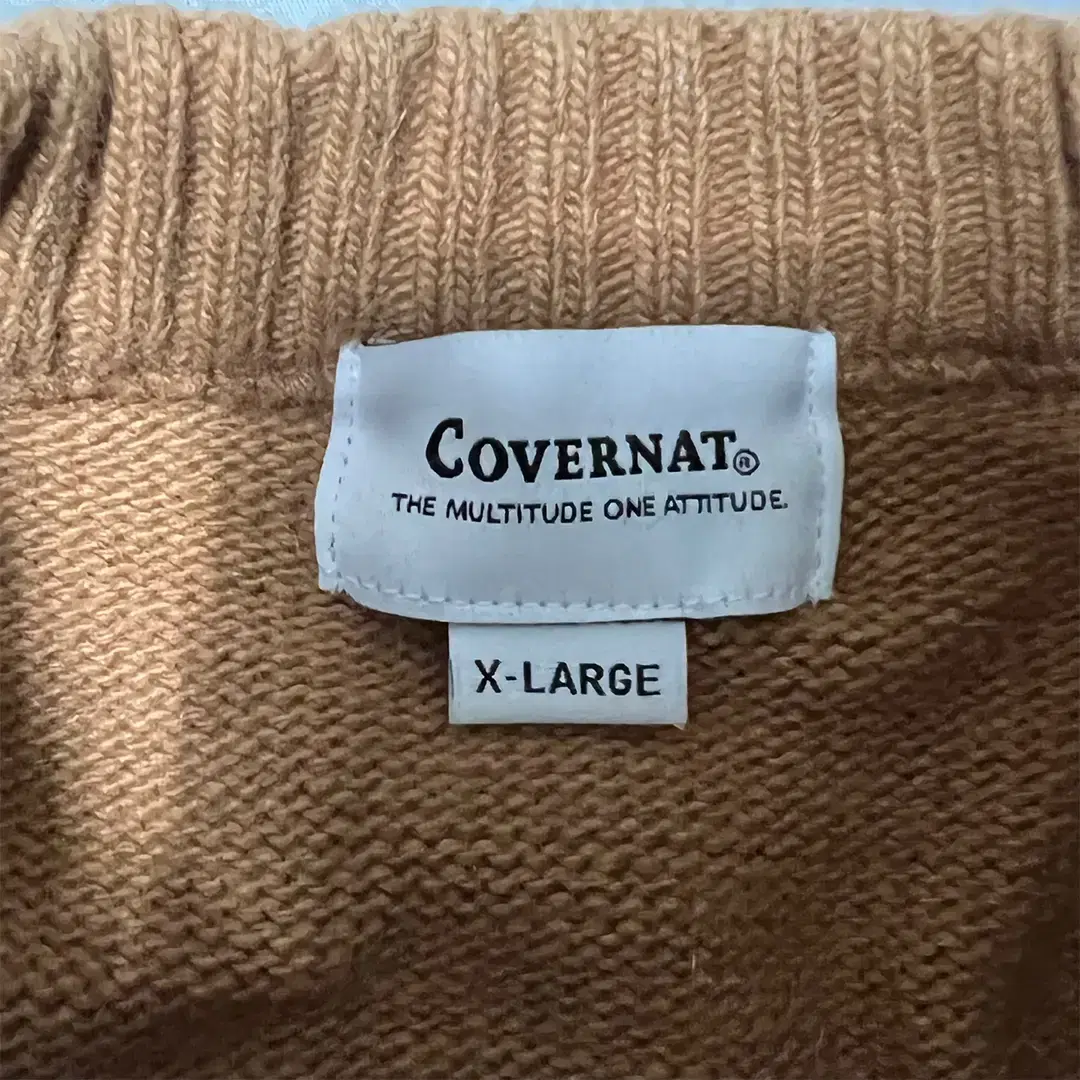 COVERNAT®
THE MULTITUDE ONE ATTITUDE.
X-LARGE